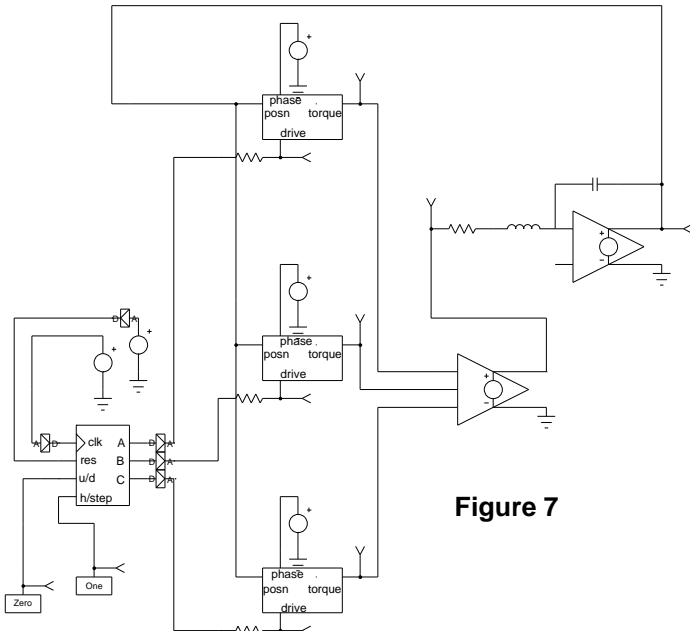 +
phase
posn torque
drive
+
phase
posn torque
drive
+
−
+
D A
+
+
−
A D
clk A D A
res B D A
u/d C D A
h/step
Figure 7
+
phase
posn torque
drive
Zero
One